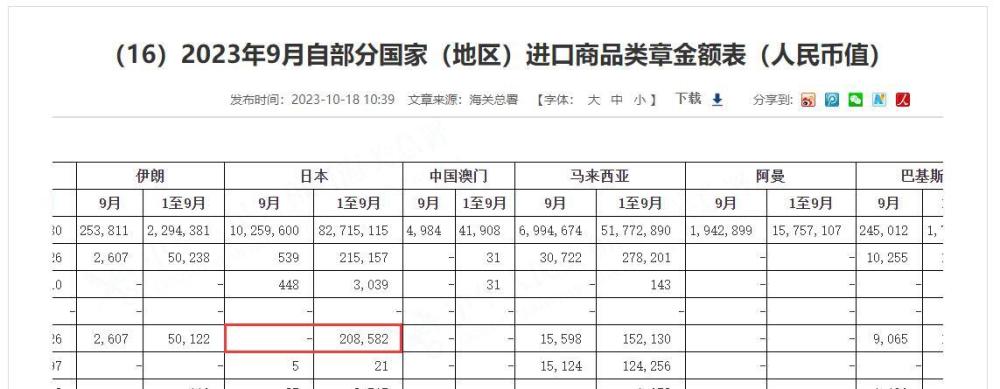 （16）2023年9月自部分国家（地区）进口商品类章金额表（人民币值）
发布时间：2023-10-18 10:39 文章来源：海关总署 【字体： 大 中 小 】 下载 分享到：
伊朗 日本 中国澳门 马来西亚 阿曼 巴基斯
9月 1至9月 9月 1至9月 9月 1至9月 9月 1至9月 9月 1至9月 9月
30 253,811 2,294,381 10,259,600 82,715,115 4,984 41,908 6,994,674 51,772,890 1,942,899 15,757,107 245,012 1,7
26 2,607 50,238 539 215,157 - 31 30,722 278,201 - - 10,255
.0 - - 448 3,039 - 31 - 143 - - -
- - - - - - - - - - - -
26 2,607 50,122 - 208,582 - - 15,598 152,130 - - 9,065
97 - - 5 21 - - 15,124 124,256 - - -